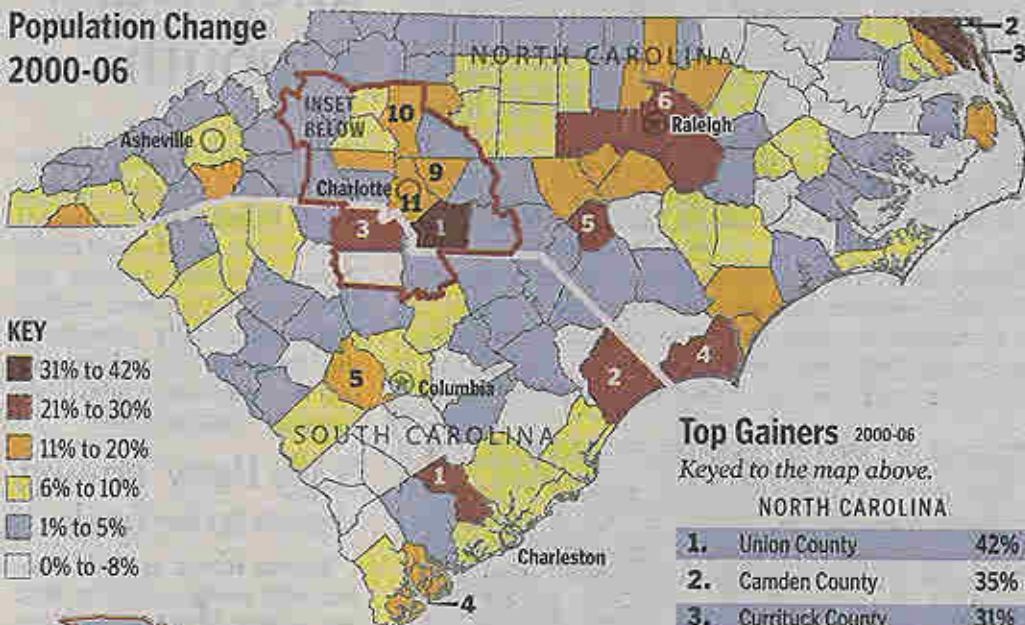 Population Change
2000-06
NORTH CAROLINA
2
3
INSET
BELOW
10
6
Raleigh
Asheville
9
Charlotte
11
3
1
5
KEY
31% to 42%
21% to 30%
11% to 20%
6% to 10%
1% to 5%
0% to -8%
4
2
5
Columbia
SOUTH CAROLINA
1
Charleston
4
Top Gainers 2000-06
Keyed to the map above.
NORTH CAROLINA
1. Union County 42%
2. Camden County 35%
3. Currituck County 31%